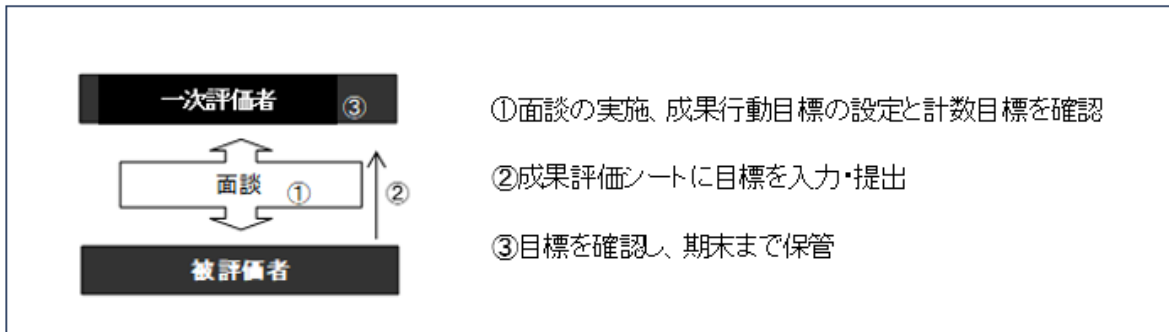 一次評価者 ③
面談 ①
②
被評価者
①面談の実施、成果行動目標の設定と計数目標を確認
②成果評価シートに目標を入力・提出
③目標を確認し、期末まで保管